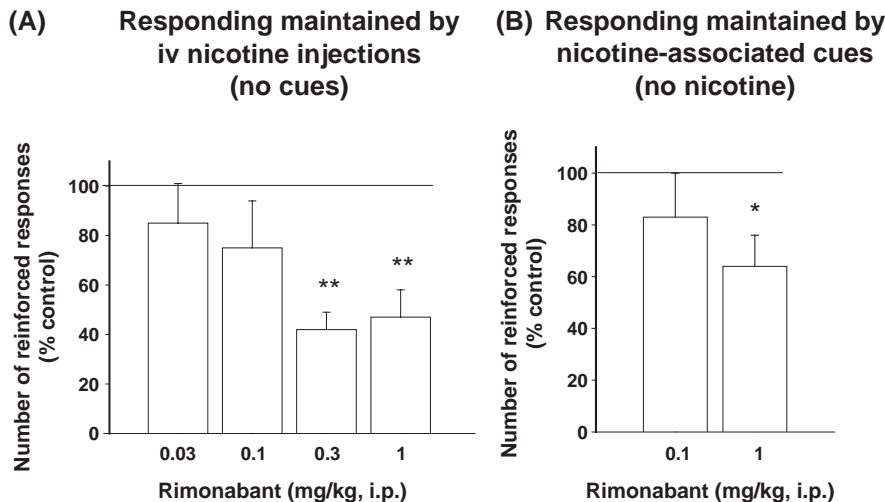 (A) Responding maintained by
iv nicotine injections
(no cues)
Number of reinforced responses
(% control)
100
80
60
40
20
0
**
**
0.03 0.1 0.3 1
Rimonabant (mg/kg, i.p.)
(B) Responding maintained by
nicotine-associated cues
(no nicotine)
Number of reinforced responses
(% control)
100
80
60
40
20
0
*
0.1 1
Rimonabant (mg/kg, i.p.)